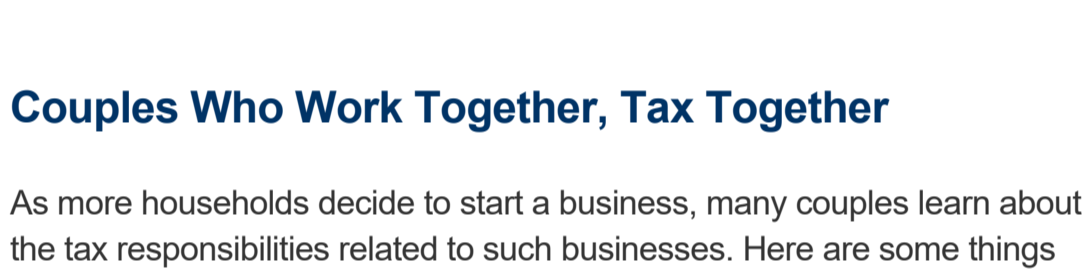 Couples Who Work Together, Tax Together
As more households decide to start a business, many couples learn about
the tax responsibilities related to such businesses. Here are some things